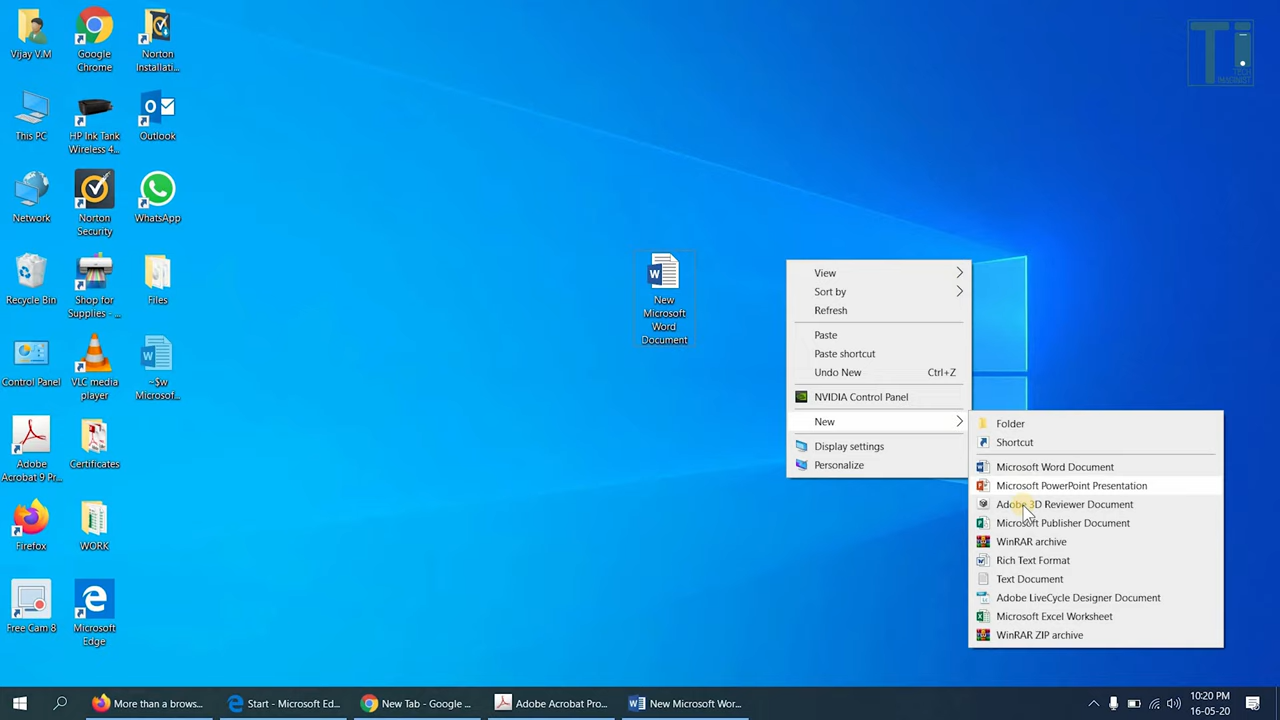 Vijay V.M
Google
Chrome
Norton
Installati...
This PC
HP Ink Tank
Wireless 4...
Outlook
Network
Norton
Security
WhatsApp
Recycle Bin
Shop for
Supplies - ...
Files
Control Panel
VLC media
player
~$w
Microsof...
Adobe
Acrobat 9 Pr...
Certificates
Firefox
WORK
Free Cam 8
Microsoft
Edge
New
Microsoft
Word
Document
View
Sort by
Refresh
Paste
Paste shortcut
Undo New Ctrl+Z
NVIDIA Control Panel
New
Display settings
Personalize
Folder
Shortcut
Microsoft Word Document
Microsoft PowerPoint Presentation
Adobe 3D Reviewer Document
Microsoft Publisher Document
WinRAR archive
Rich Text Format
Text Document
Adobe LiveCycle Designer Document
Microsoft Excel Worksheet
WinRAR ZIP archive
Ti
TECH
More than a brows...
Start - Microsoft Ed...
New Tab - Google ...
Adobe Acrobat Pro...
New Microsoft Wor...
10:20 PM
16-05-20